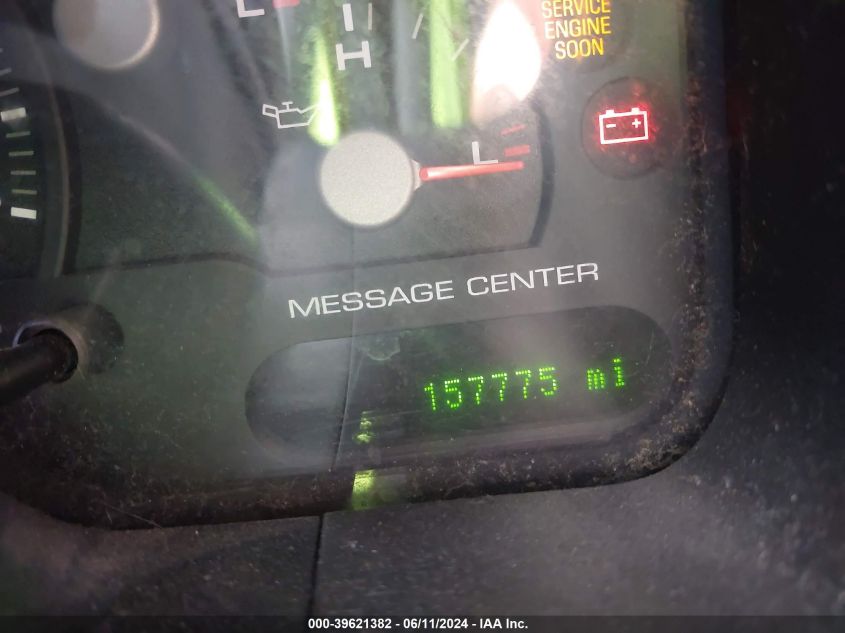 L
H
SERVICE
ENGINE
SOON
L
MESSAGE CENTER
157775 mi
000-39621382 - 06/11/2024 - IAA Inc.